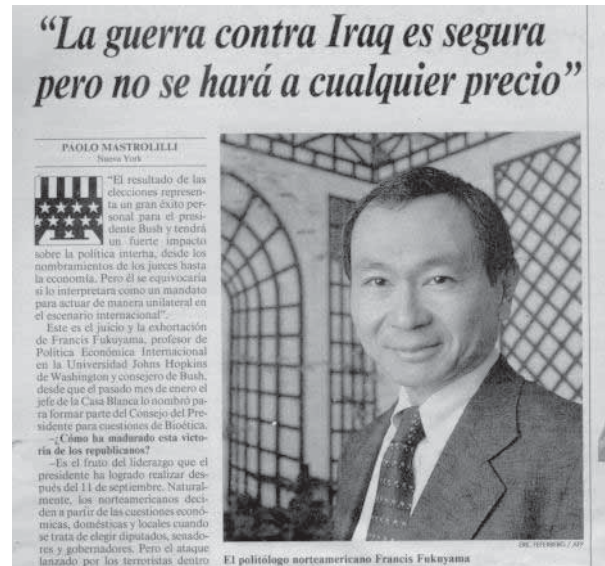 “La guerra contra Iraq es segura
pero no se hará a cualquier precio”
PAOLO MASTROLILLI
Nueva York
“El resultado de las
elecciones represen-
ta un gran éxito per-
sonal para el presi-
dente Bush y tendrá
un fuerte impacto
sobre la política interna, desde los
nombramientos de los jueces hasta
la economía. Pero él se equivocaría
si lo interpretara como un mandato
para actuar de manera unilateral en
el escenario internacional”.
Este es el juicio y la exhortación
de Francis Fukuyama, profesor de
Política Económica Internacional
en la Universidad Johns Hopkins
de Washington y consejero de Bush,
desde que el pasado mes de enero el
jefe de la Casa Blanca lo nombró pa-
ra formar parte del Consejo del Pre-
sidente para cuestiones de Bioética.
–¿Cómo ha madurado esta victo-
ria de los republicanos?
–Es el fruto del liderazgo que el
presidente ha logrado realizar des-
pués del 11 de septiembre. Natural-
mente, los norteamericanos deci-
den a partir de las cuestiones econó-
micas, domésticas y locales cuando
se trata de elegir diputados, senado-
res y gobernadores. Pero el ataque
lanzado por los terroristas dentro
ERIC FEFERBERG / AFP
El politólogo norteamericano Francis Fukuyama